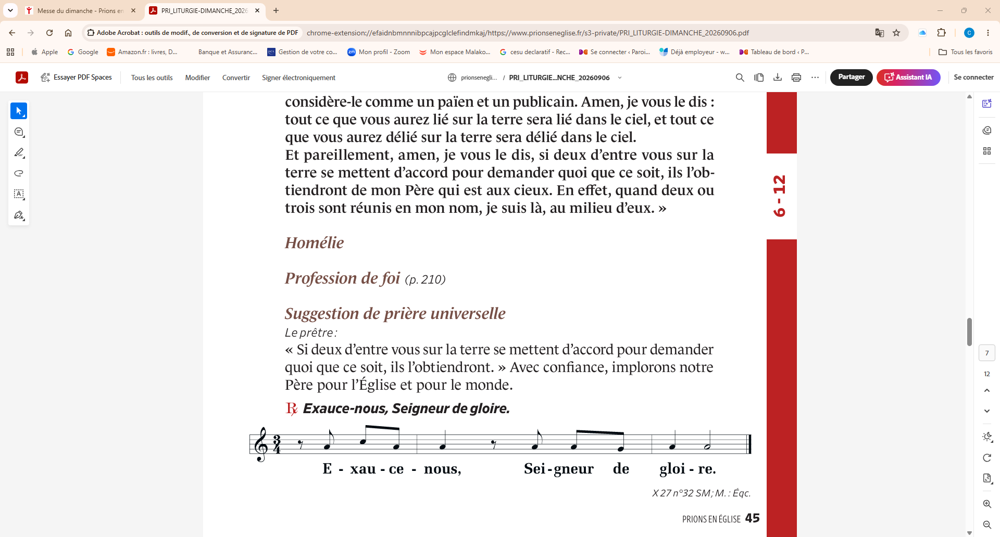 Messe du dimanche - Prions en
PRI_LITURGIE-DIMANCHE_2026
Adobe Acrobat : outils de modif., de conversion et de signature de PDF
chrome-extension://efaidnbmnnnibpcajpcglclefindmkaj/https://www.prionseneglise.fr/s3-private/PRI_LITURGIE-DIMANCHE_20260906.pdf
C
Apple
Google
Amazon.fr : livres, D...
Banque et Assuranc...
Gestion de votre co...
Mon profil - Zoom
Mon espace Malako...
cesu declaratif - Rec...
Se connecter ‹ Paroi...
Déjà employeur - w...
Tableau de bord ‹ P...
Tous les favoris
Essayer PDF Spaces
Tous les outils
Modifier
Convertir
Signer électroniquement
prionsenegli... / PRI_LITURGIE...NCHE_20260906
Partager
Assistant IA
Se connecter
considère-le comme un païen et un publicain. Amen, je vous le dis :
tout ce que vous aurez lié sur la terre sera lié dans le ciel, et tout ce
que vous aurez délié sur la terre sera délié dans le ciel.
Et pareillement, amen, je vous le dis, si deux d’entre vous sur la
terre se mettent d’accord pour demander quoi que ce soit, ils l’ob-
tiendront de mon Père qui est aux cieux. En effet, quand deux ou
trois sont réunis en mon nom, je suis là, au milieu d’eux. »
6 - 12
Homélie
Profession de foi (p. 210)
Suggestion de prière universelle
Le prêtre :
« Si deux d’entre vous sur la terre se mettent d’accord pour demander
quoi que ce soit, ils l’obtiendront. » Avec confiance, implorons notre
Père pour l’Église et pour le monde.
℟ Exauce-nous, Seigneur de gloire.
3
4
E - xau - ce - nous, Sei - gneur de gloi - re.
X 27 n°32 SM ; M. : Éqc.
PRIONS EN ÉGLISE 45
7
12